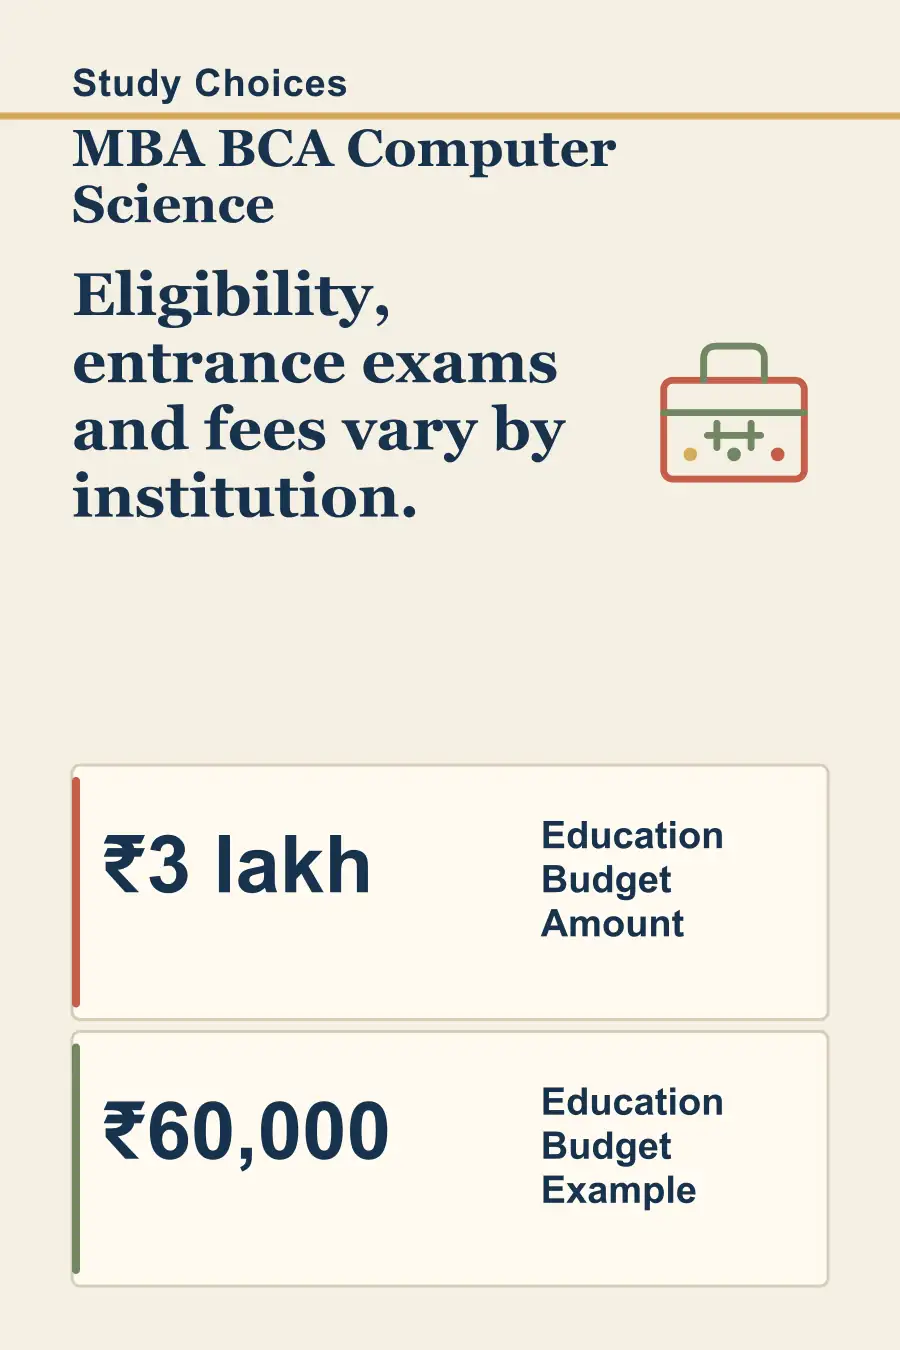 Study Choices
MBA BCA Computer
Science
Eligibility,
entrance exams
and fees vary by
institution.
₹3 lakh
Education
Budget
Amount
₹60,000
Education
Budget
Example